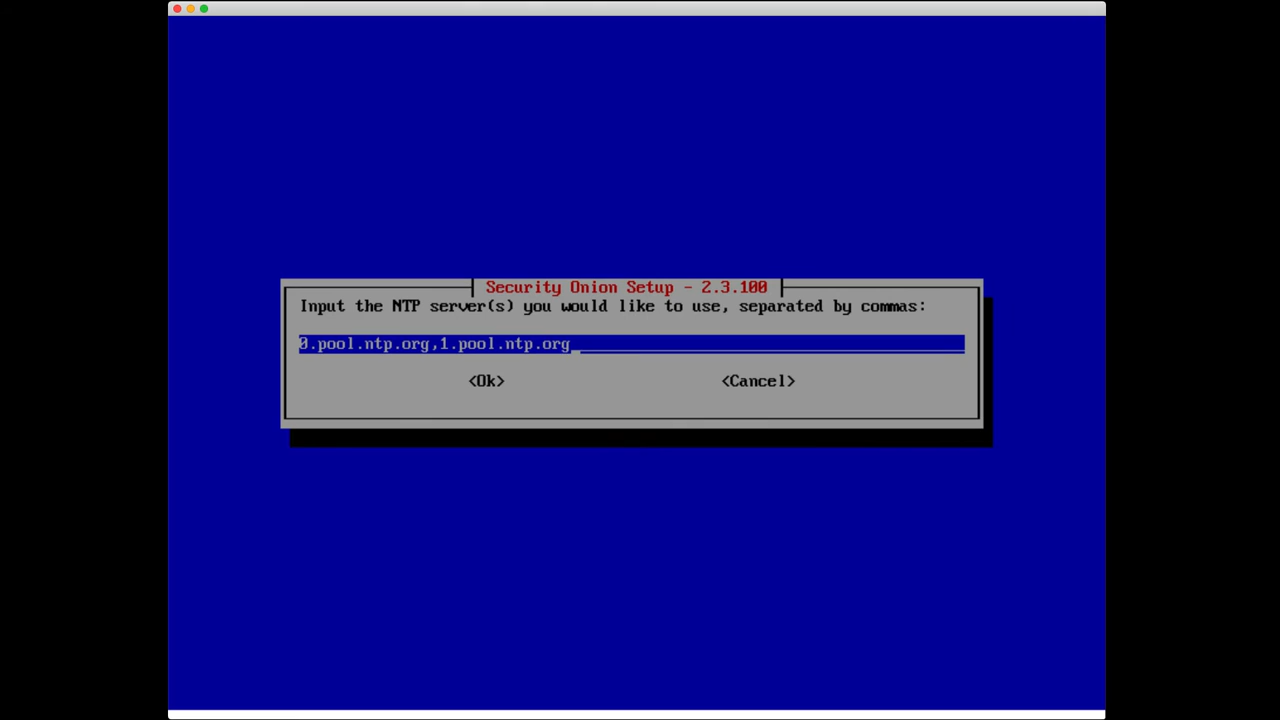 Security Onion Setup - 2.3.100
Input the NTP server(s) you would like to use, separated by commas:
0.pool.ntp.org,1.pool.ntp.org_
<Ok> <Cancel>